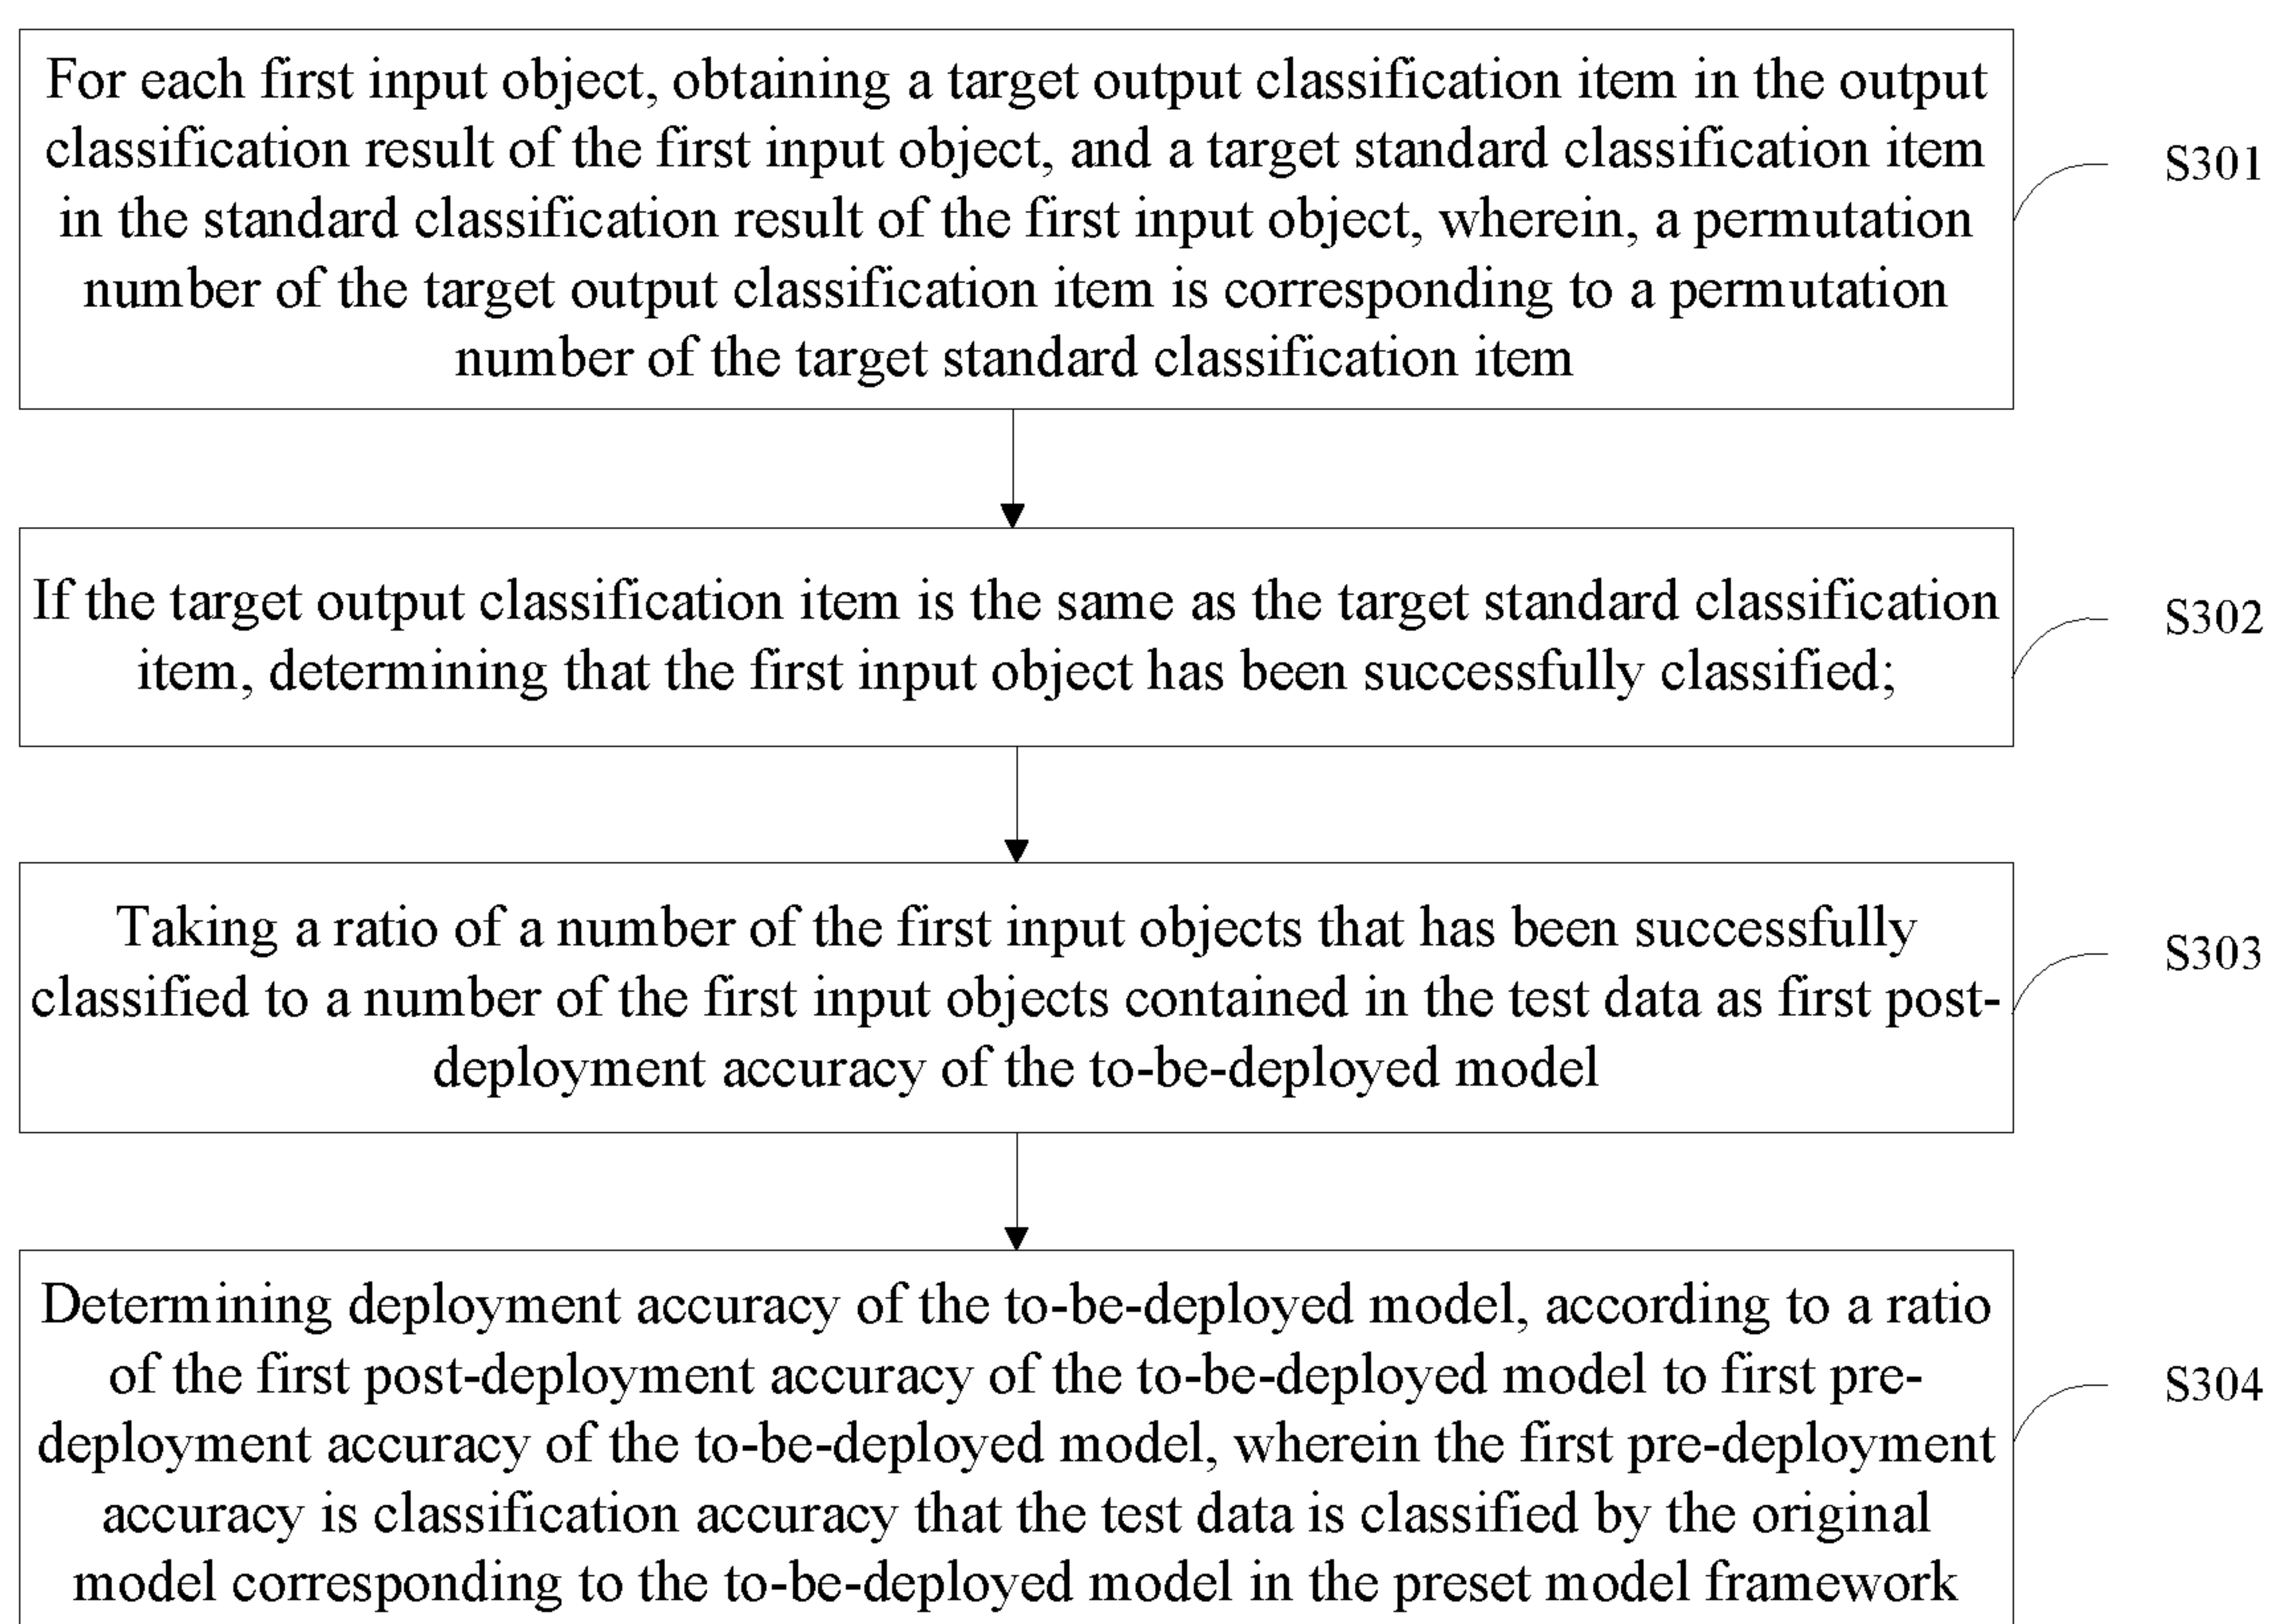 For each first input object, obtaining a target output classification item in the output
classification result of the first input object, and a target standard classification item
in the standard classification result of the first input object, wherein, a permutation
number of the target output classification item is corresponding to a permutation
number of the target standard classification item
S301
If the target output classification item is the same as the target standard classification
item, determining that the first input object has been successfully classified;
S302
Taking a ratio of a number of the first input objects that has been successfully
classified to a number of the first input objects contained in the test data as first post-
deployment accuracy of the to-be-deployed model
S303
Determining deployment accuracy of the to-be-deployed model, according to a ratio
of the first post-deployment accuracy of the to-be-deployed model to first pre-
deployment accuracy of the to-be-deployed model, wherein the first pre-deployment
accuracy is classification accuracy that the test data is classified by the original
model corresponding to the to-be-deployed model in the preset model framework
S304